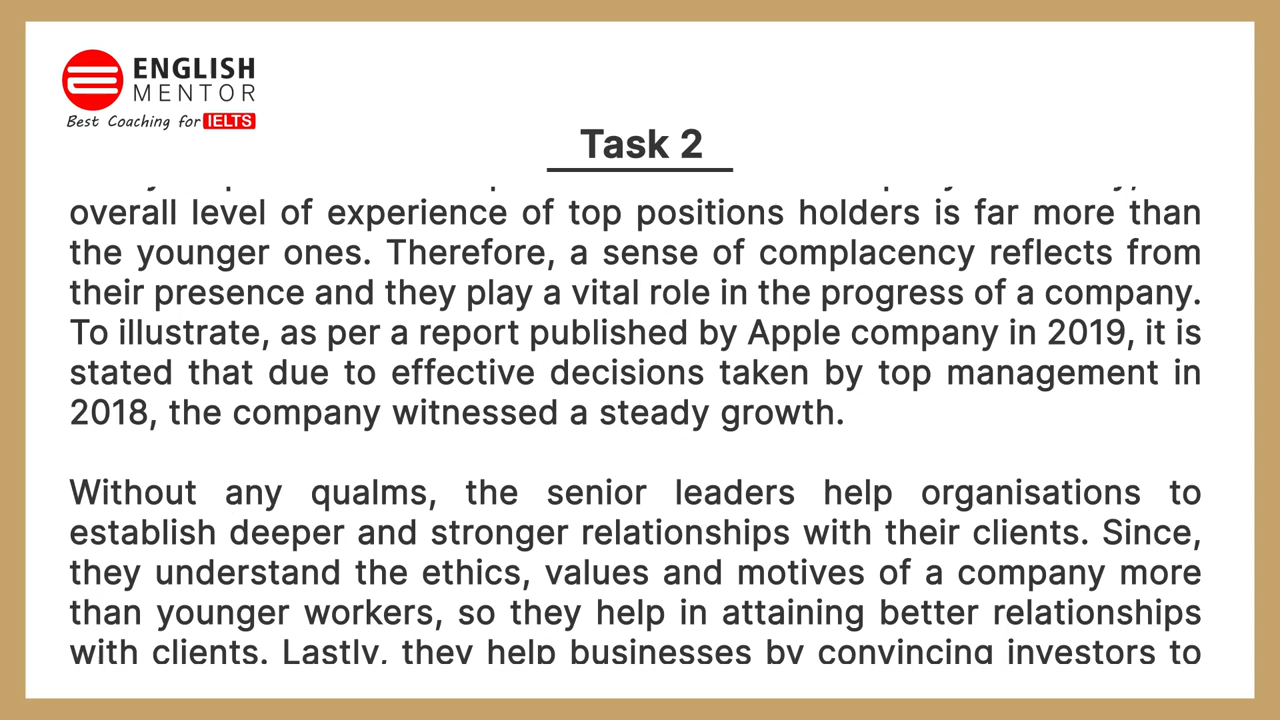 ENGLISH
MENTOR
Best Coaching for IELTS
Task 2
overall level of experience of top positions holders is far more than
the younger ones. Therefore, a sense of complacency reflects from
their presence and they play a vital role in the progress of a company.
To illustrate, as per a report published by Apple company in 2019, it is
stated that due to effective decisions taken by top management in
2018, the company witnessed a steady growth.
Without any qualms, the senior leaders help organisations to
establish deeper and stronger relationships with their clients. Since,
they understand the ethics, values and motives of a company more
than younger workers, so they help in attaining better relationships
with clients. Lastly, they help businesses by convincing investors to